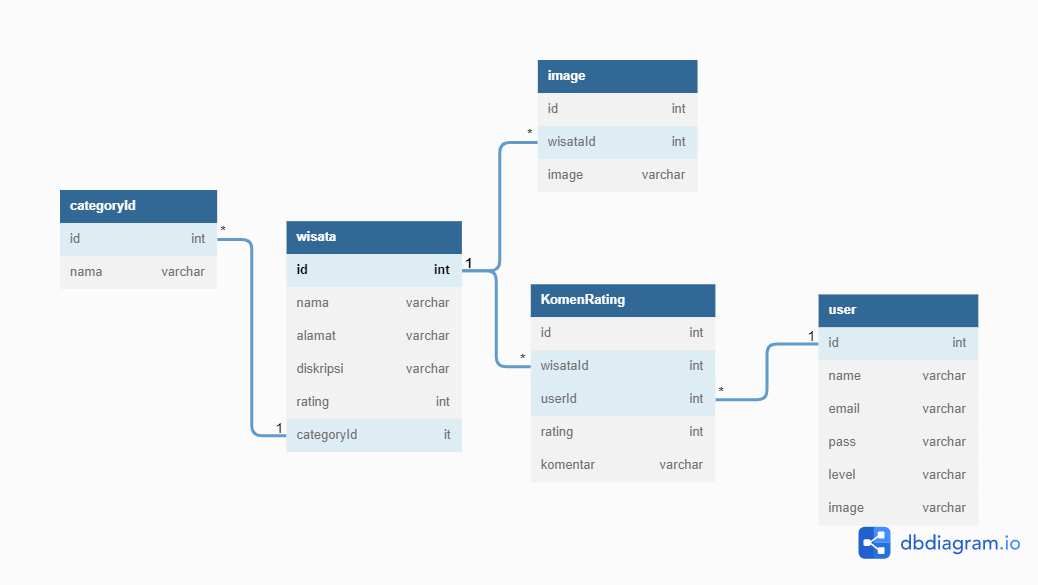 image
id int
* wisataId int
image varchar
categoryId
id int *
nama varchar
wisata
id int 1
nama varchar
alamat varchar
diskripsi varchar
rating int
1 categoryId it
KomenRating
id int
* wisataId int
userId int *
rating int
komentar varchar
user
1 id int
name varchar
email varchar
pass varchar
level varchar
image varchar
dbdiagram.io